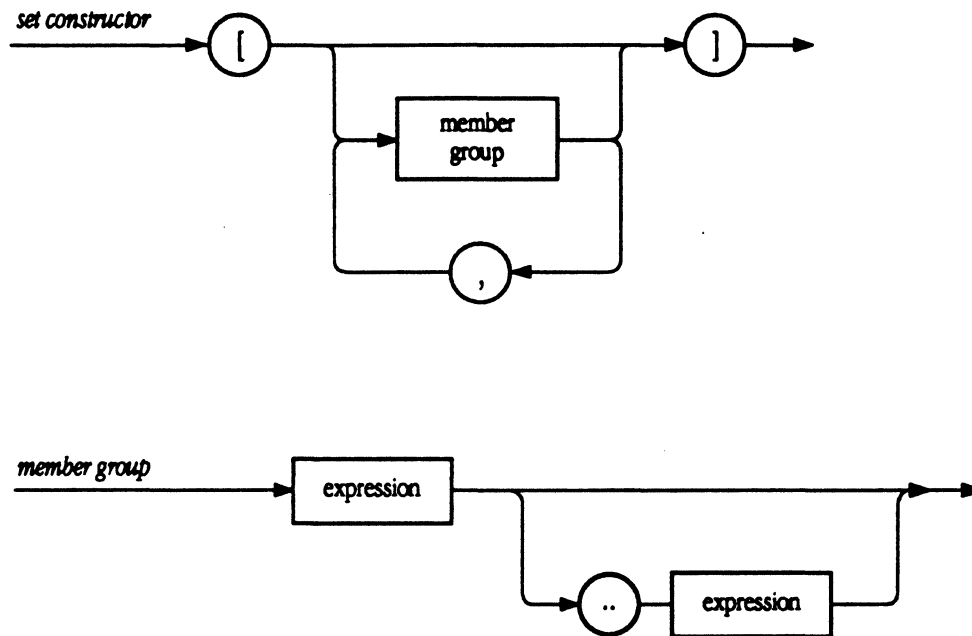 set constructor
[
]
member
group
,
member group
expression
..
expression